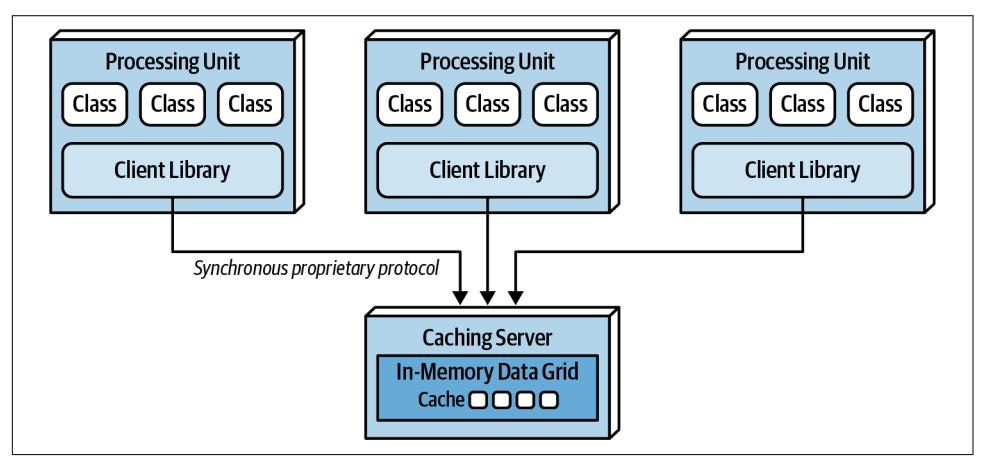 Processing Unit
Class Class Class
Client Library
Processing Unit
Class Class Class
Client Library
Processing Unit
Class Class Class
Client Library
Synchronous proprietary protocol
Caching Server
In-Memory Data Grid
Cache